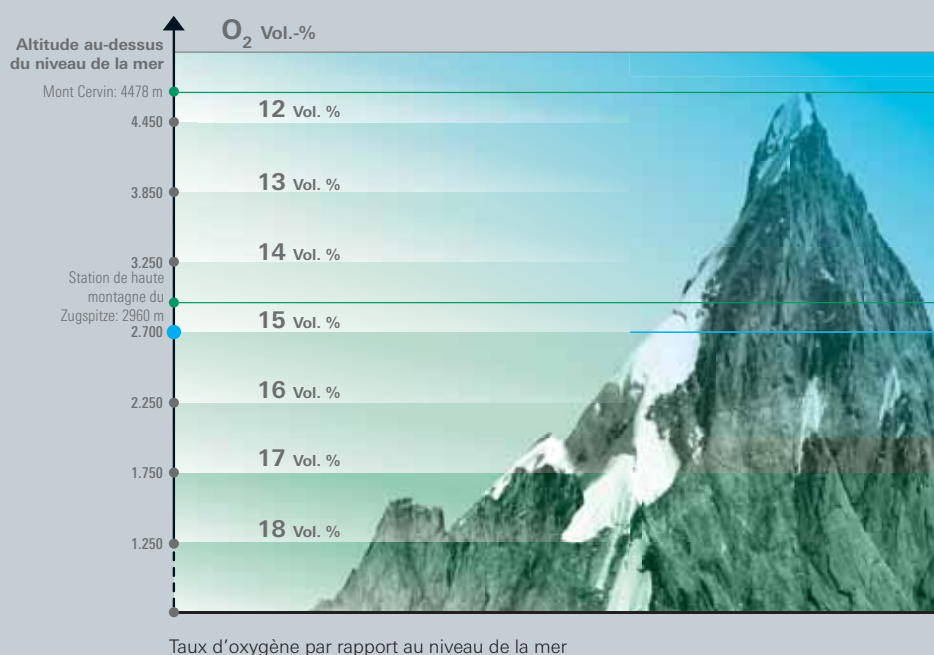 O2 Vol.-%
Altitude au-dessus
du niveau de la mer
Mont Cervin: 4478 m
12 Vol. %
4.450
13 Vol. %
3.850
14 Vol. %
3.250
Station de haute
montagne du
Zugspitze: 2960 m
15 Vol. %
2.700
16 Vol. %
2.250
17 Vol. %
1.750
18 Vol. %
1.250
Taux d’oxygène par rapport au niveau de la mer